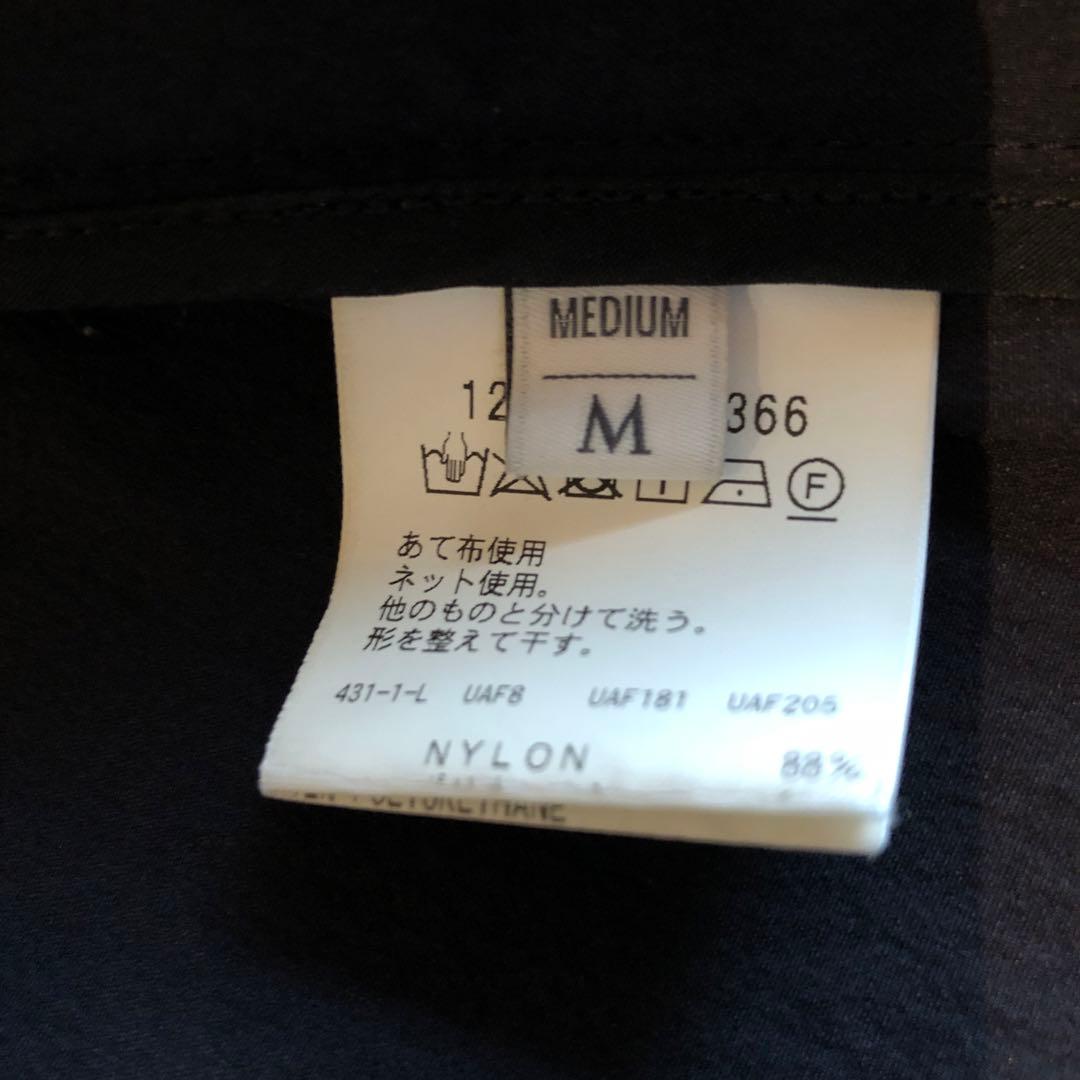 MEDIUM
M
12 366
F
あて布使用
ネット使用。
他のものと分けて洗う。
形を整えて干す。
431-1-L UAF8 UAF181 UAF205
NYLON 88%
POLYURETHANE